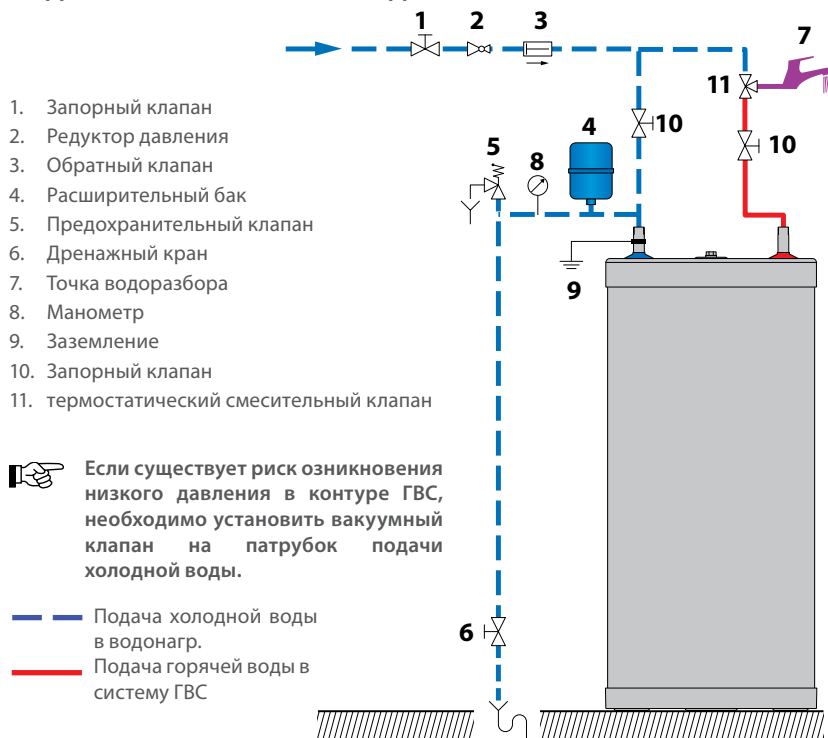 1
2
3
7
11
1. Запорный клапан
2. Редуктор давления
3. Обратный клапан
4. Расширительный бак
5. Предохранительный клапан
6. Дренажный кран
7. Точка водоразбора
8. Манометр
9. Заземление
10. Запорный клапан
11. термостатический смесительный клапан
4
10
10
5
8
9
Если существует риск озникновения
низкого давления в контуре ГВС,
необходимо установить вакуумный
клапан на патрубок подачи
холодной воды.
Подача холодной воды
в водонагр.
Подача горячей воды в
систему ГВС
6